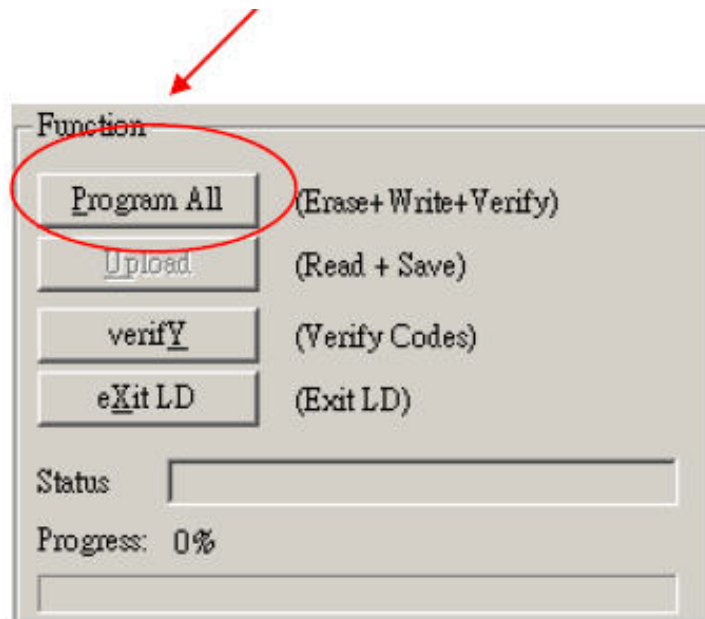 Function
Program All (Erase+Write+Verify)
Upload (Read + Save)
verifY (Verify Codes)
eXit LD (Exit LD)
Status
Progress: 0%